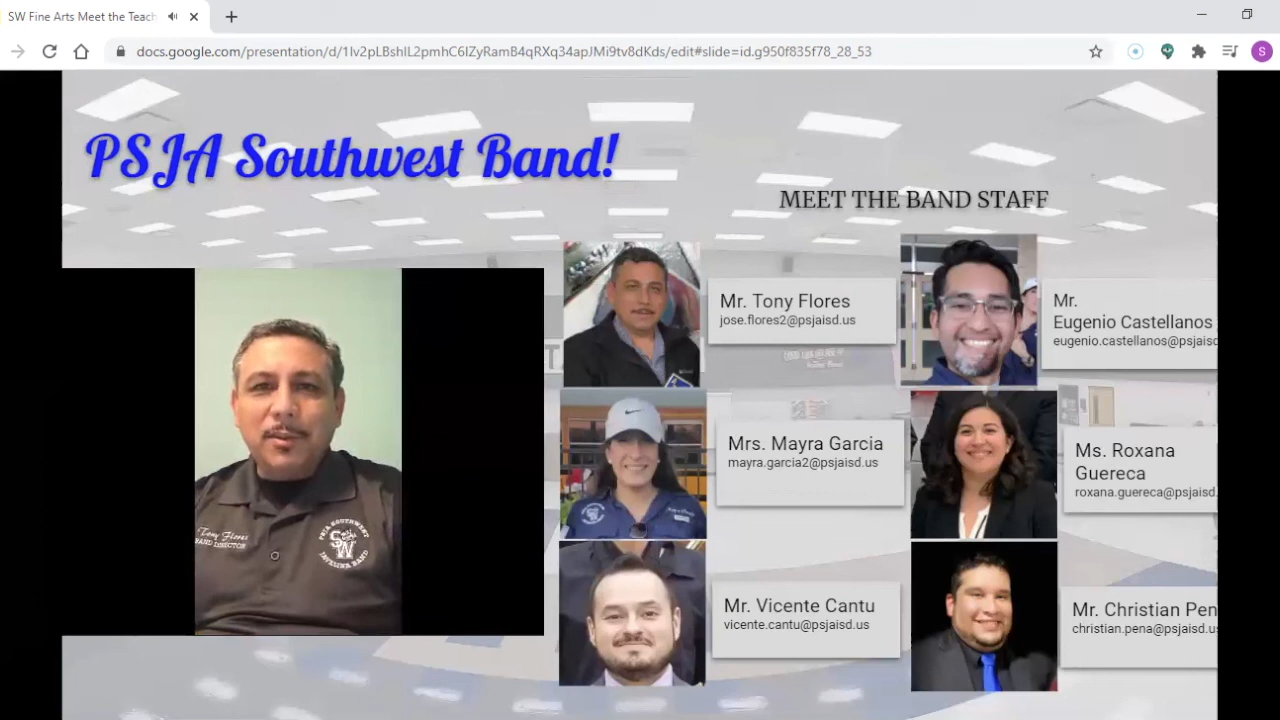 SW Fine Arts Meet the Teach
docs.google.com/presentation/d/1lv2pLBshlL2pmhC6lZyRamB4qRXq34apJMi9tv8dKds/edit#slide=id.g950f835f78_28_53
S
PSJA Southwest Band!
MEET THE BAND STAFF
Mr. Tony Flores
jose.flores2@psjaisd.us
Mr.
Eugenio Castellanos
eugenio.castellanos@psjaisd
Mrs. Mayra Garcia
mayra.garcia2@psjaisd.us
Ms. Roxana
Guereca
roxana.guereca@psjaisd.
Mr. Vicente Cantu
vicente.cantu@psjaisd.us
Mr. Christian Pen
christian.pena@psjaisd.us
Tony Flores
BAND DIRECTOR
PSJA SOUTHWEST
SW
JAVELINA BAND